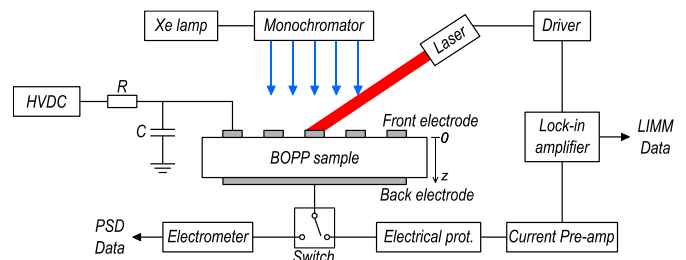 Xe lamp
Monochromator
Laser
Driver
HVDC
R
C
Front electrode
0
BOPP sample
z
Back electrode
Lock-in
amplifier
LIMM
Data
PSD
Data
Electrometer
Switch
Electrical prot.
Current Pre-amp